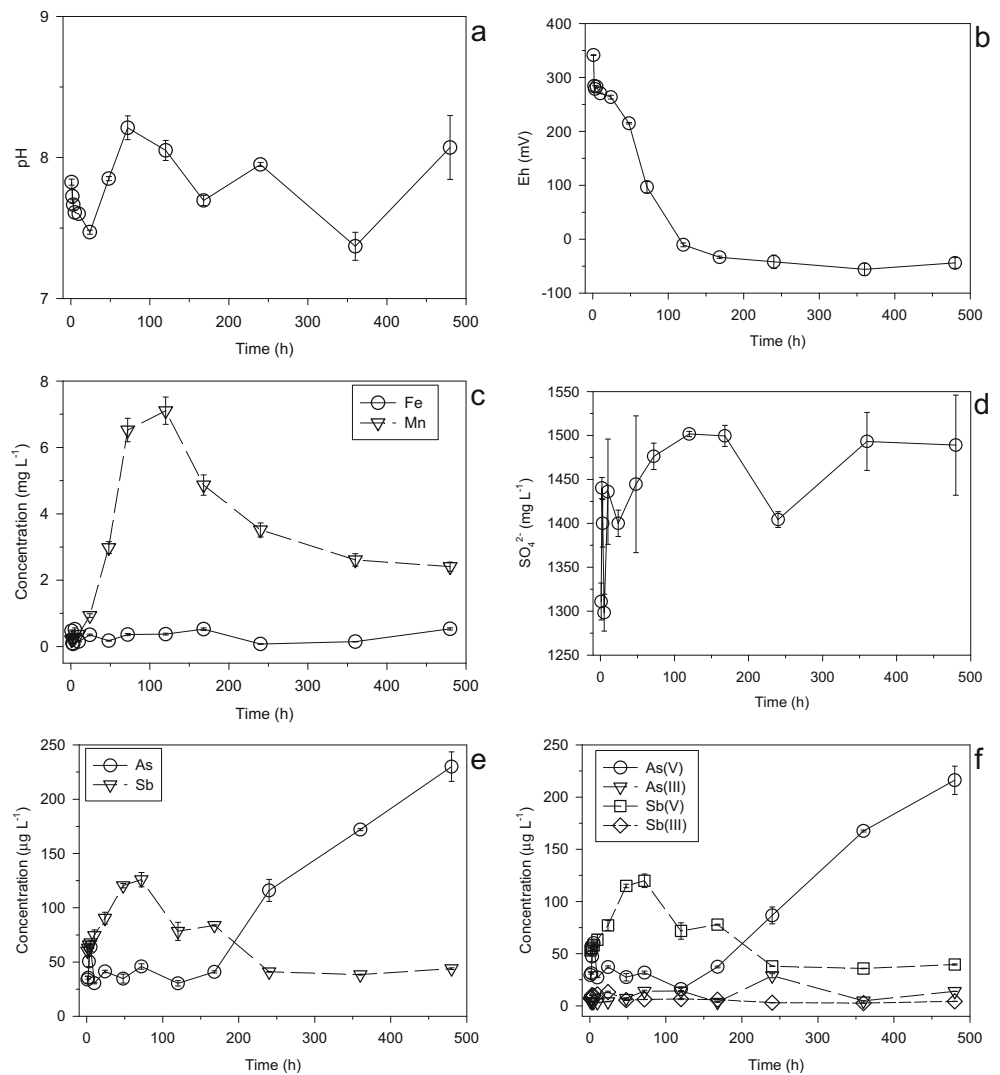 a
9
8
7
pH
0 100 200 300 400 500
Time (h)
b
400
300
200
100
0
-100
Eh (mV)
0 100 200 300 400 500
Time (h)
c
Fe
Mn
8
6
4
2
0
Concentration (mg L⁻¹)
0 100 200 300 400 500
Time (h)
d
1550
1500
1450
1400
1350
1300
1250
SO₄²⁻ (mg L⁻¹)
0 100 200 300 400 500
Time (h)
e
As
Sb
250
200
150
100
50
0
Concentration (µg L⁻¹)
0 100 200 300 400 500
Time (h)
f
As(V)
As(III)
Sb(V)
Sb(III)
250
200
150
100
50
0
Concentration (µg L⁻¹)
0 100 200 300 400 500
Time (h)